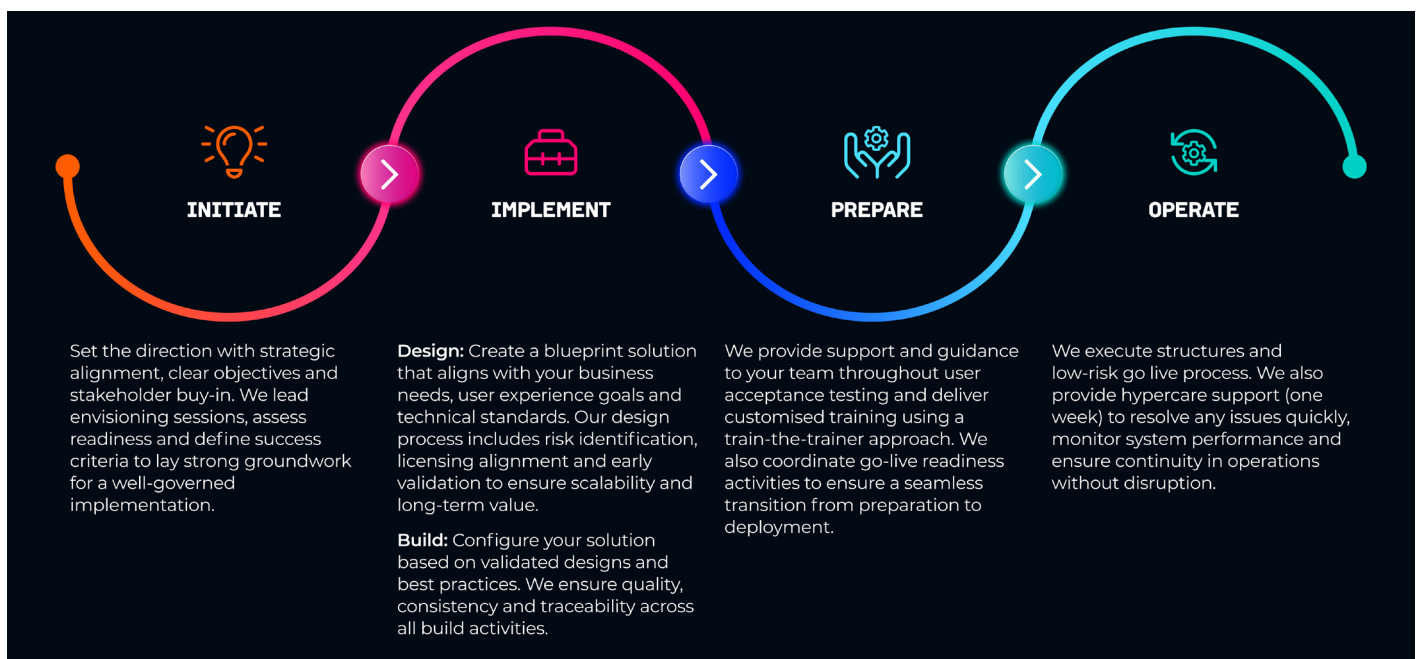 INITIATE
Set the direction with strategic
alignment, clear objectives and
stakeholder buy-in. We lead
envisioning sessions, assess
readiness and define success
criteria to lay strong groundwork
for a well-governed
implementation.
IMPLEMENT
Design: Create a blueprint solution
that aligns with your business
needs, user experience goals and
technical standards. Our design
process includes risk identification,
licensing alignment and early
validation to ensure scalability and
long-term value.
Build: Configure your solution
based on validated designs and
best practices. We ensure quality,
consistency and traceability across
all build activities.
PREPARE
We provide support and guidance
to your team throughout user
acceptance testing and deliver
customised training using a
train-the-trainer approach. We
also coordinate go-live readiness
activities to ensure a seamless
transition from preparation to
deployment.
OPERATE
We execute structures and
low-risk go live process. We also
provide hypercare support (one
week) to resolve any issues quickly,
monitor system performance and
ensure continuity in operations
without disruption.